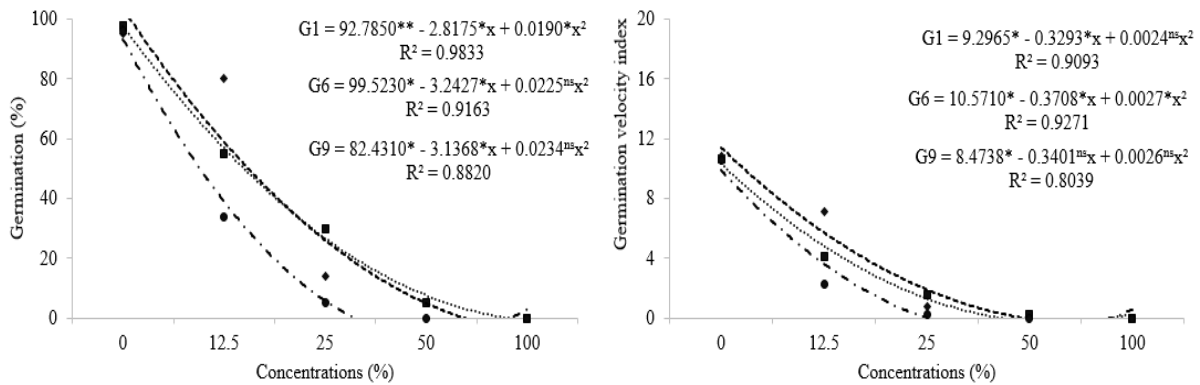 100
80
60
40
20
0
Germination (%)
G1 = 92.7850** - 2.8175*x + 0.0190*x²
R² = 0.9833
G6 = 99.5230* - 3.2427*x + 0.0225ⁿˢx²
R² = 0.9163
G9 = 82.4310* - 3.1368*x + 0.0234ⁿˢx²
R² = 0.8820
0 12.5 25 50 100
Concentrations (%)
20
16
12
8
4
0
Germination velocity index
G1 = 9.2965* - 0.3293*x + 0.0024ⁿˢx²
R² = 0.9093
G6 = 10.5710* - 0.3708*x + 0.0027*x²
R² = 0.9271
G9 = 8.4738* - 0.3401ⁿˢx + 0.0026ⁿˢx²
R² = 0.8039
0 12.5 25 50 100
Concentrations (%)